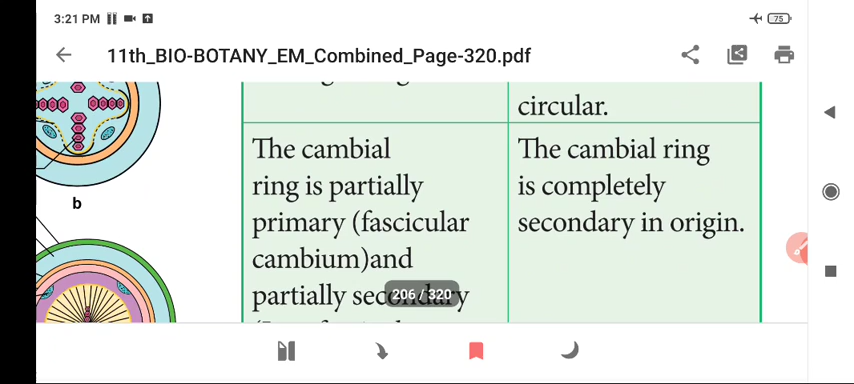 3:21 PM
75
11th_BIO-BOTANY_EM_Combined_Page-320.pdf
circular.
The cambial
ring is partially
primary (fascicular
cambium)and
partially secondary
The cambial ring
is completely
secondary in origin.
b
206 / 320